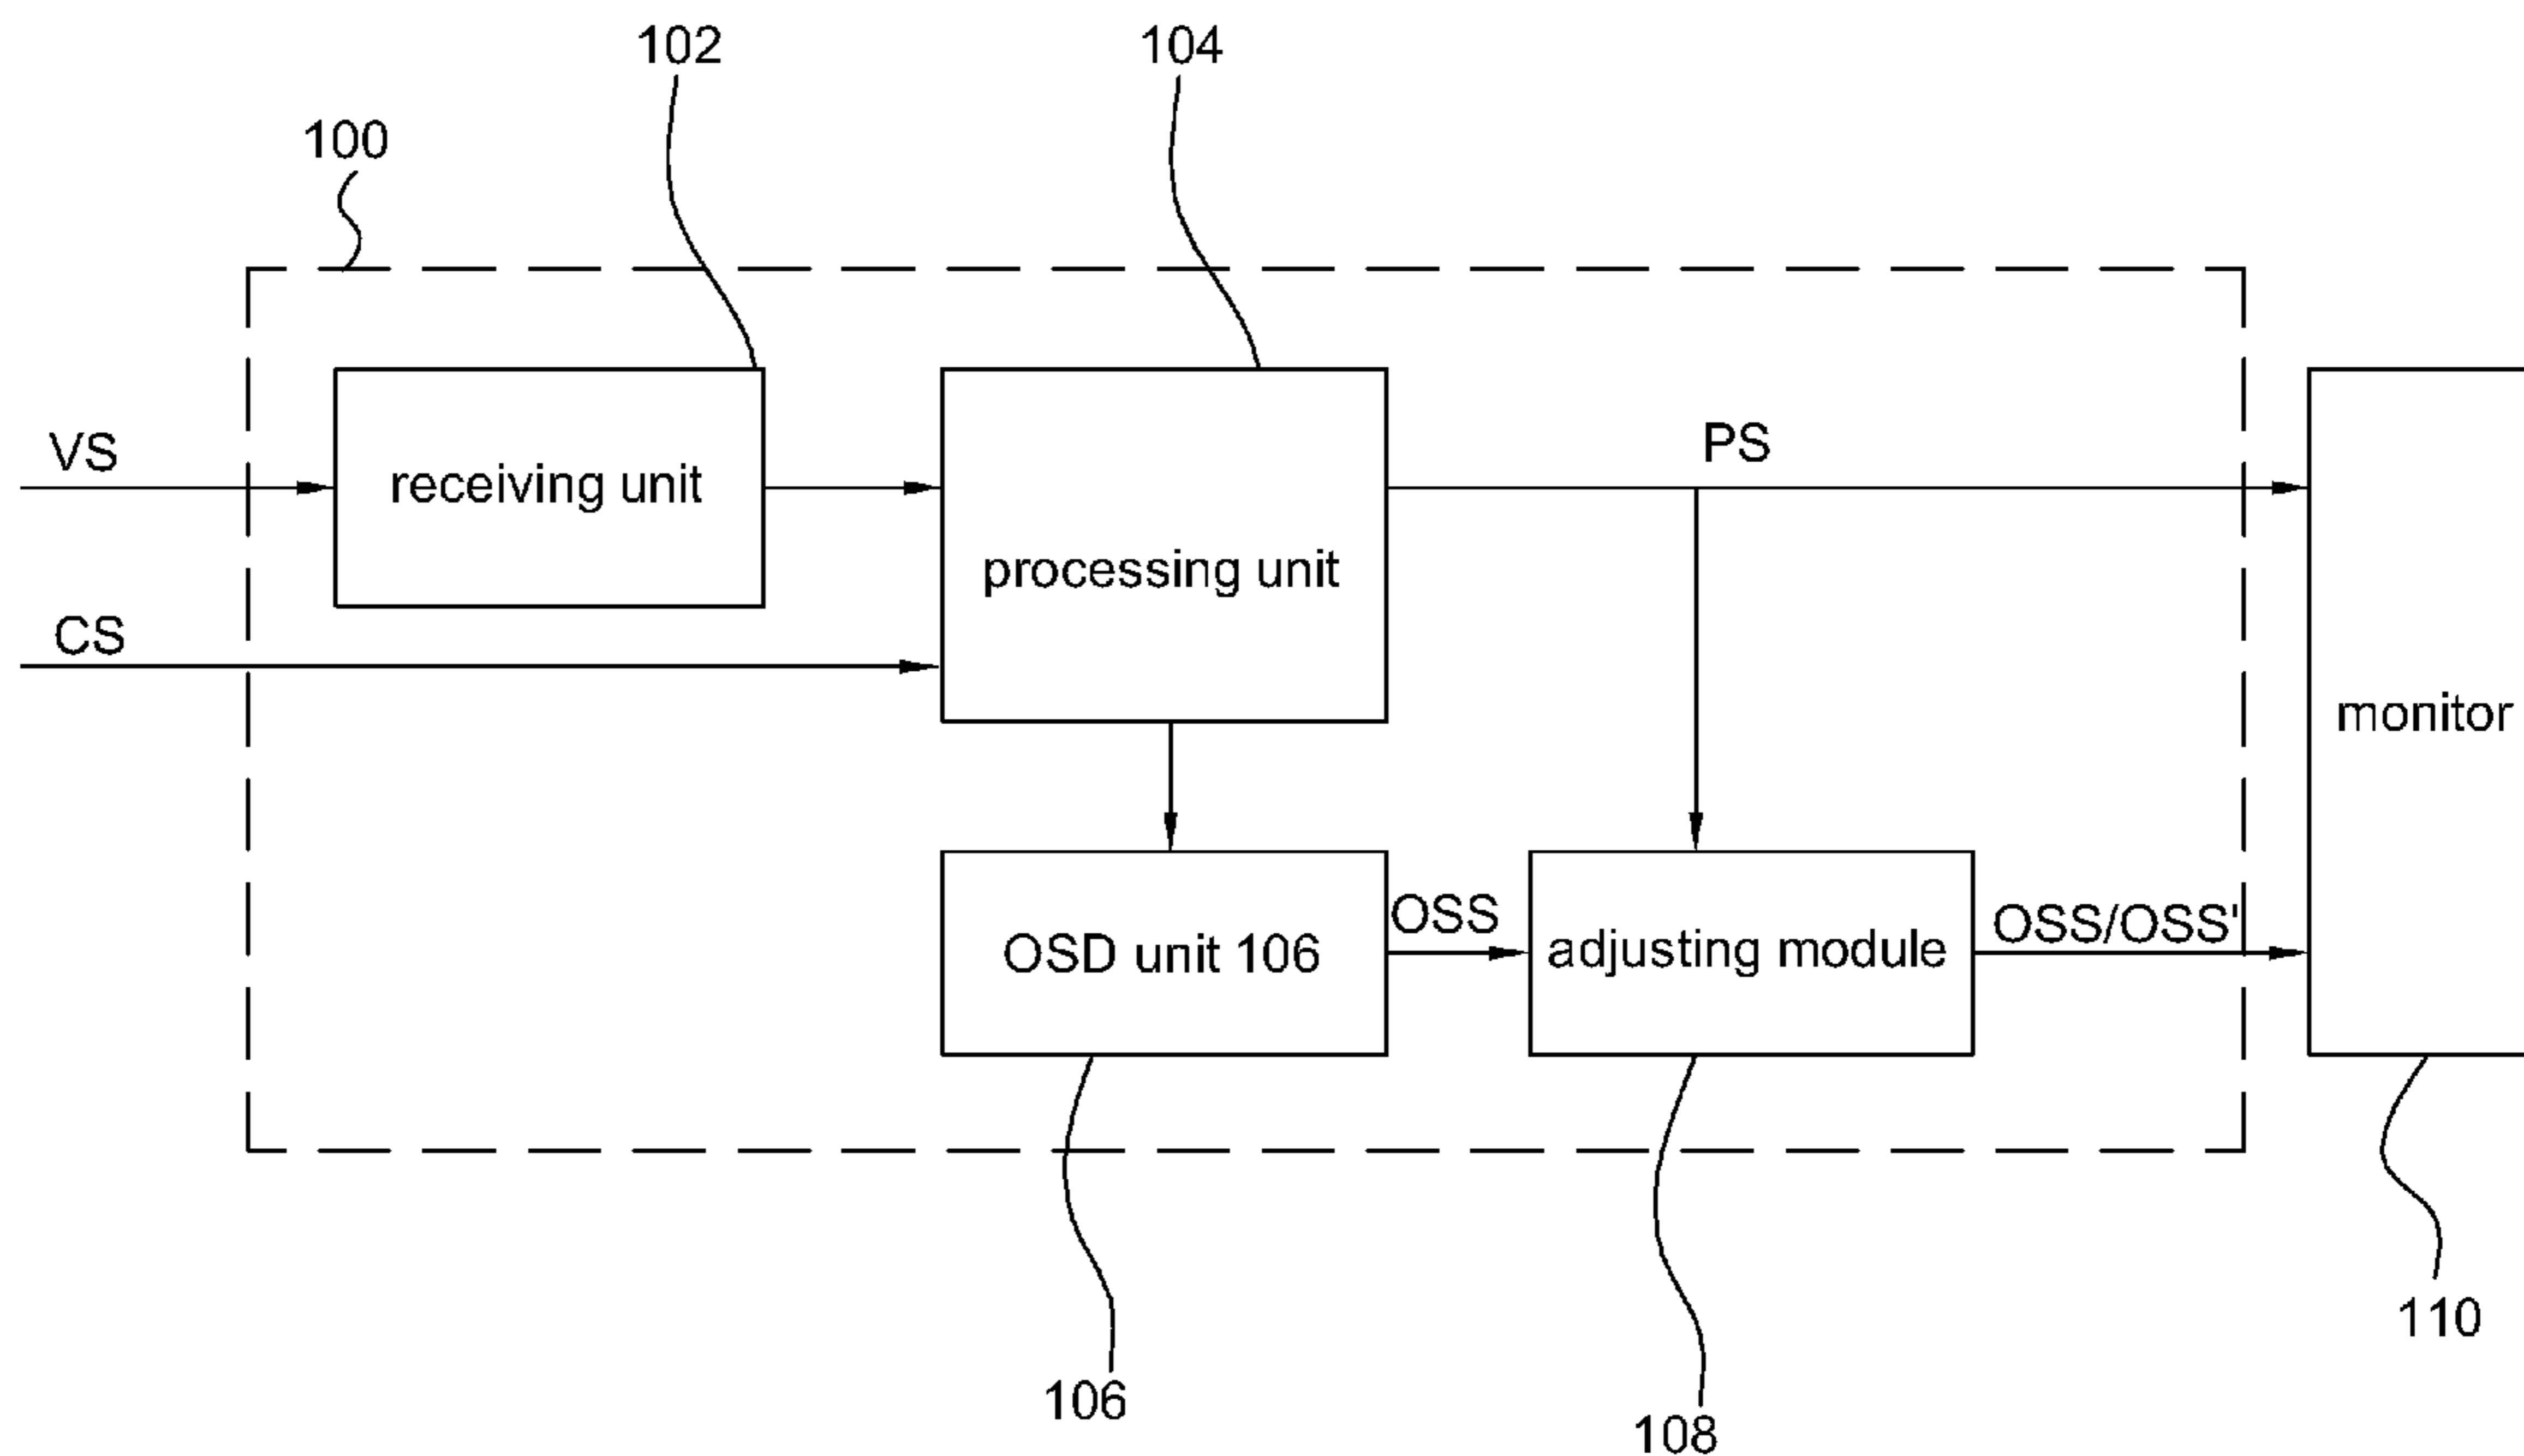 102
104
100
VS
receiving unit
PS
processing unit
CS
monitor
OSS
OSS/OSS'
OSD unit 106
adjusting module
110
106
108